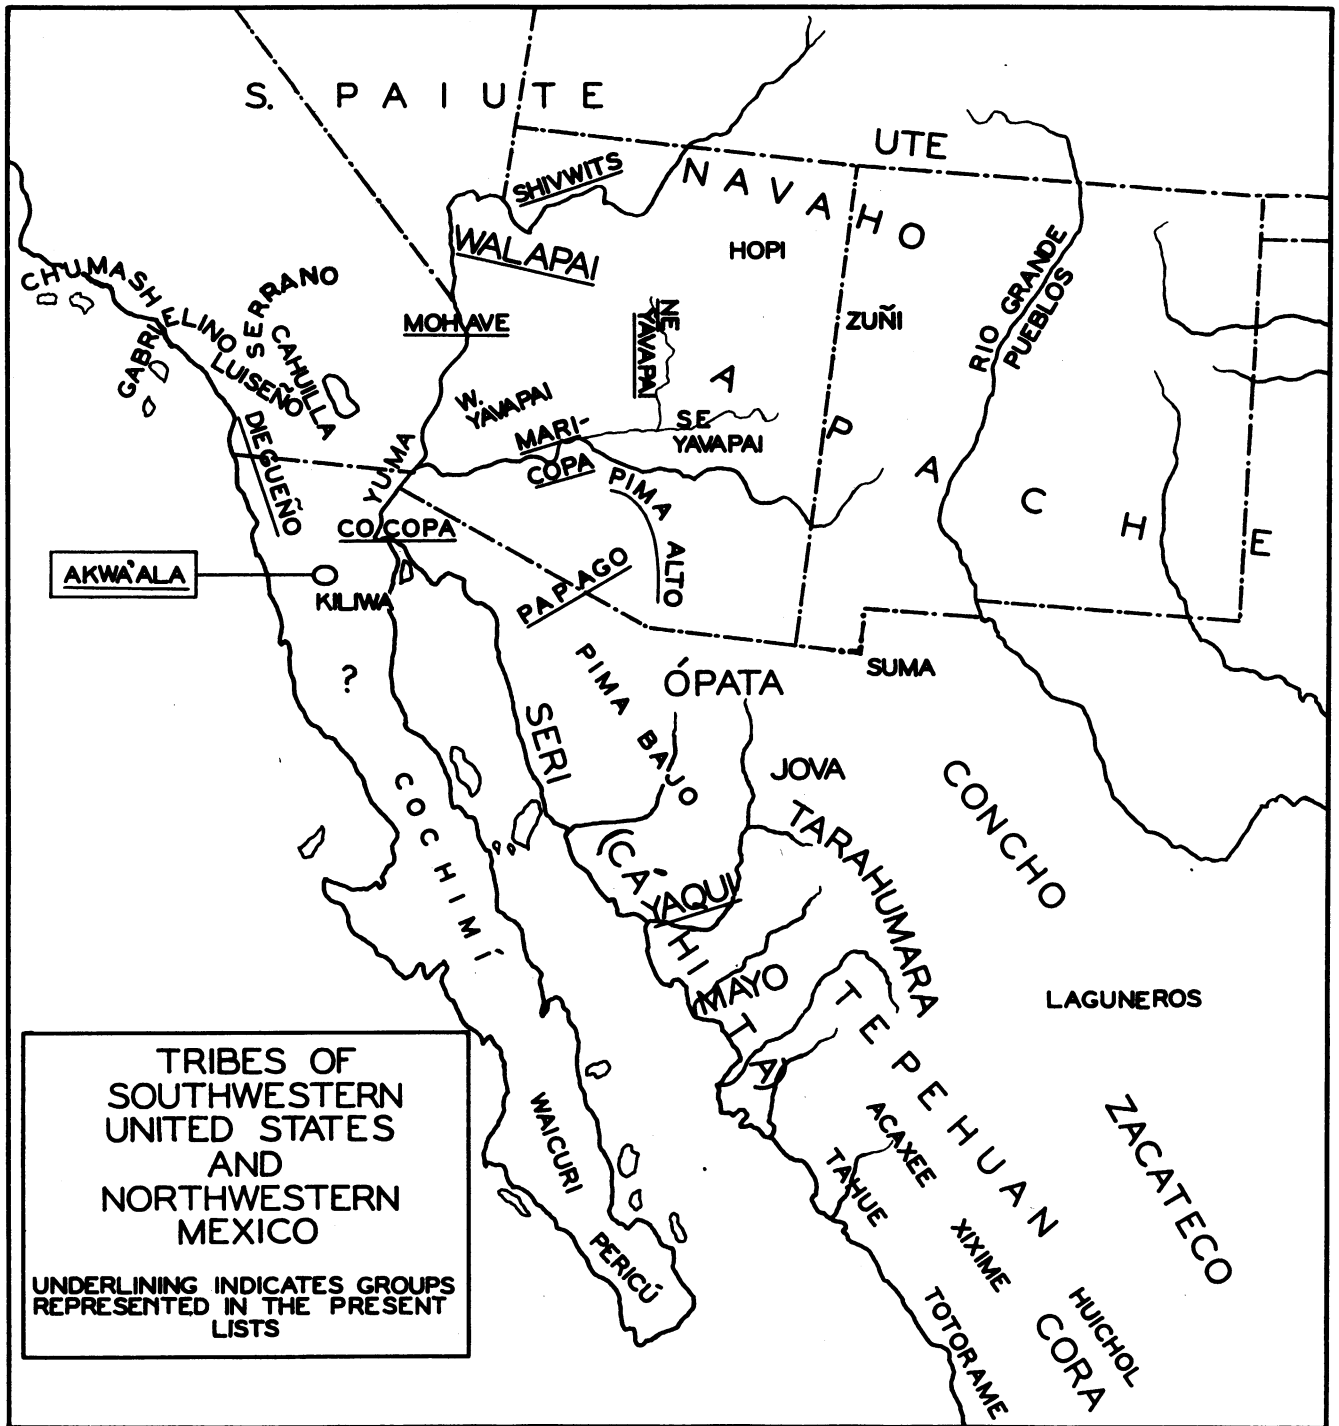 S. PAIUTE
UTE
SHIVWITS
NAVAHO
WALAPAI
HOPI
CHUMASH
SERRANO
RIO GRANDE
PUEBLOS
GABRIELINO
MOHAVE
NE
YAVAPAI
ZUÑI
CAHUILLA
LUISEÑO
W.
YAVAPAI
APACHE
S.E
YAVAPAI
DIEGUEÑO
MARI-
COPA
YUMA
PIMA ALTO
COCOPA
AKWA'ALA
KILIWA
PAPAGO
?
PIMA BAJO
ÓPATA
SUMA
SERI
JOVA
CONCHO
COCHIMÍ
TARAHUMARA
(CÁHITA)
YAQUI
MAYO
TEPEHUAN
LAGUNEROS
ZACATECO
WAICURI
ACAXEE
TAHUE
PERICÚ
XIXIME
HUICHOL
CORA
TOTORAME
TRIBES OF
SOUTHWESTERN
UNITED STATES
AND
NORTHWESTERN
MEXICO
UNDERLINING INDICATES GROUPS
REPRESENTED IN THE PRESENT
LISTS